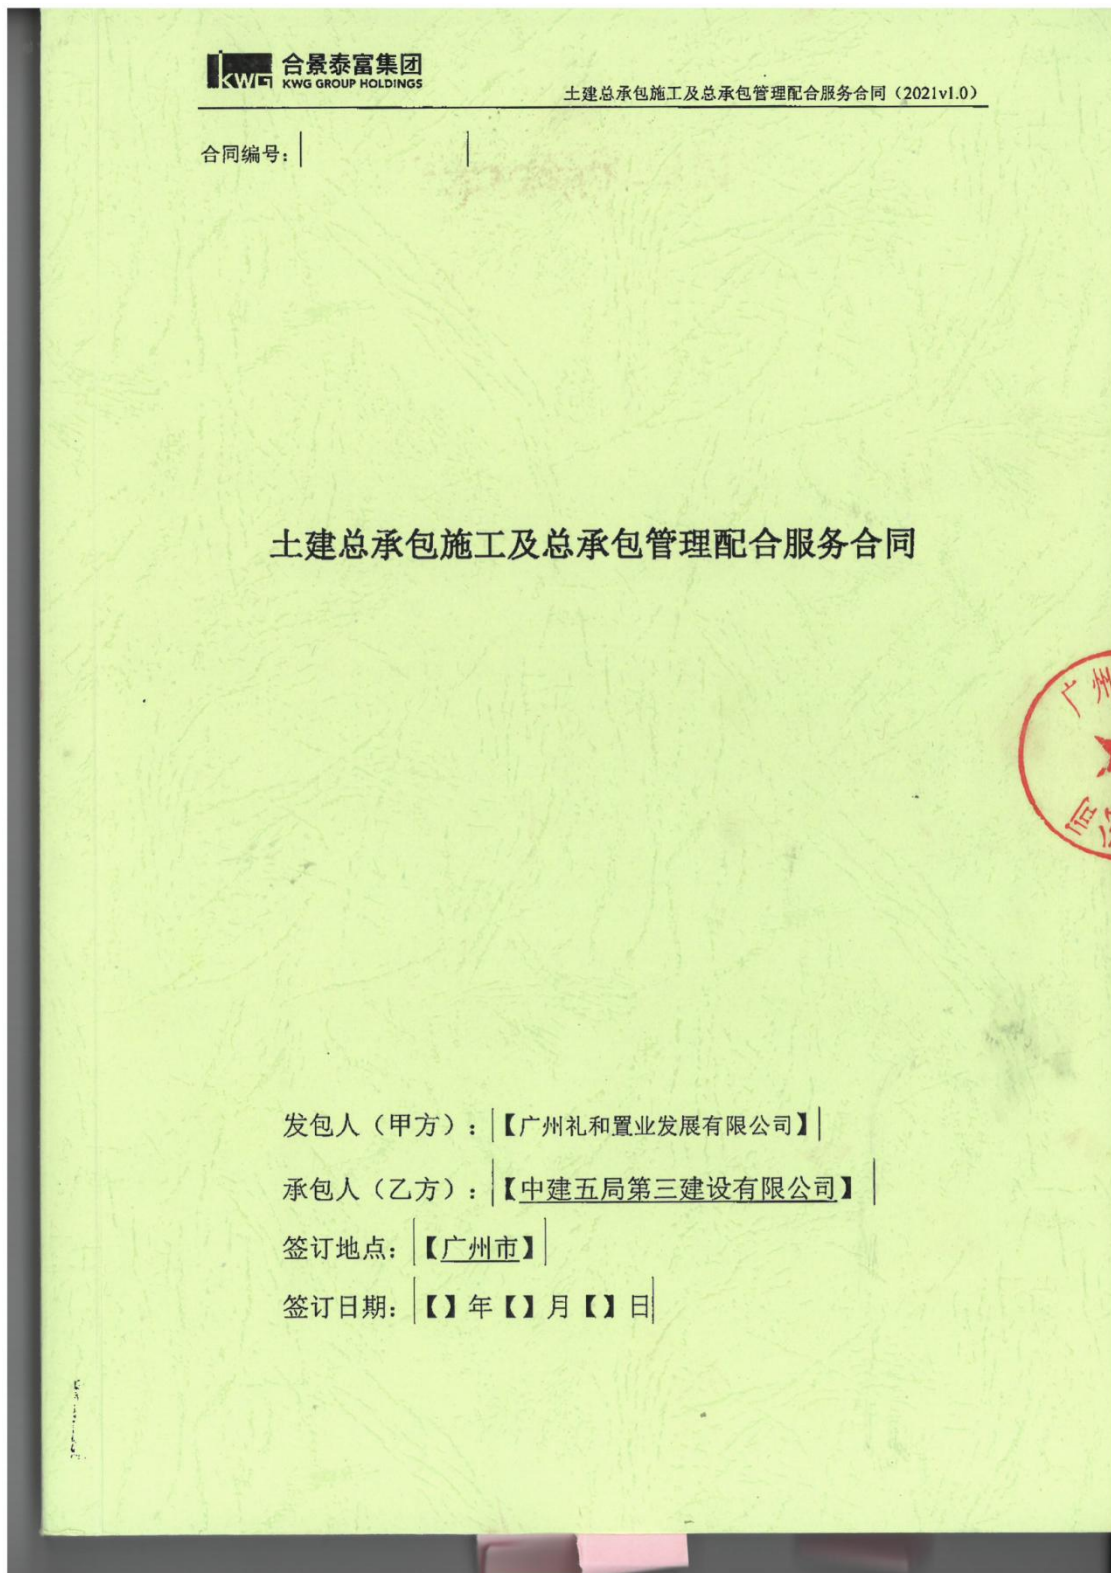 KWG 合景泰富集团
KWG GROUP HOLDINGS
土建总承包施工及总承包管理配合服务合同（2021v1.0）
合同编号：
土建总承包施工及总承包管理配合服务合同
广州
司
发包人（甲方）：【广州礼和置业发展有限公司】
承包人（乙方）：【中建五局第三建设有限公司】
签订地点：【广州市】
签订日期：【】年【】月【】日